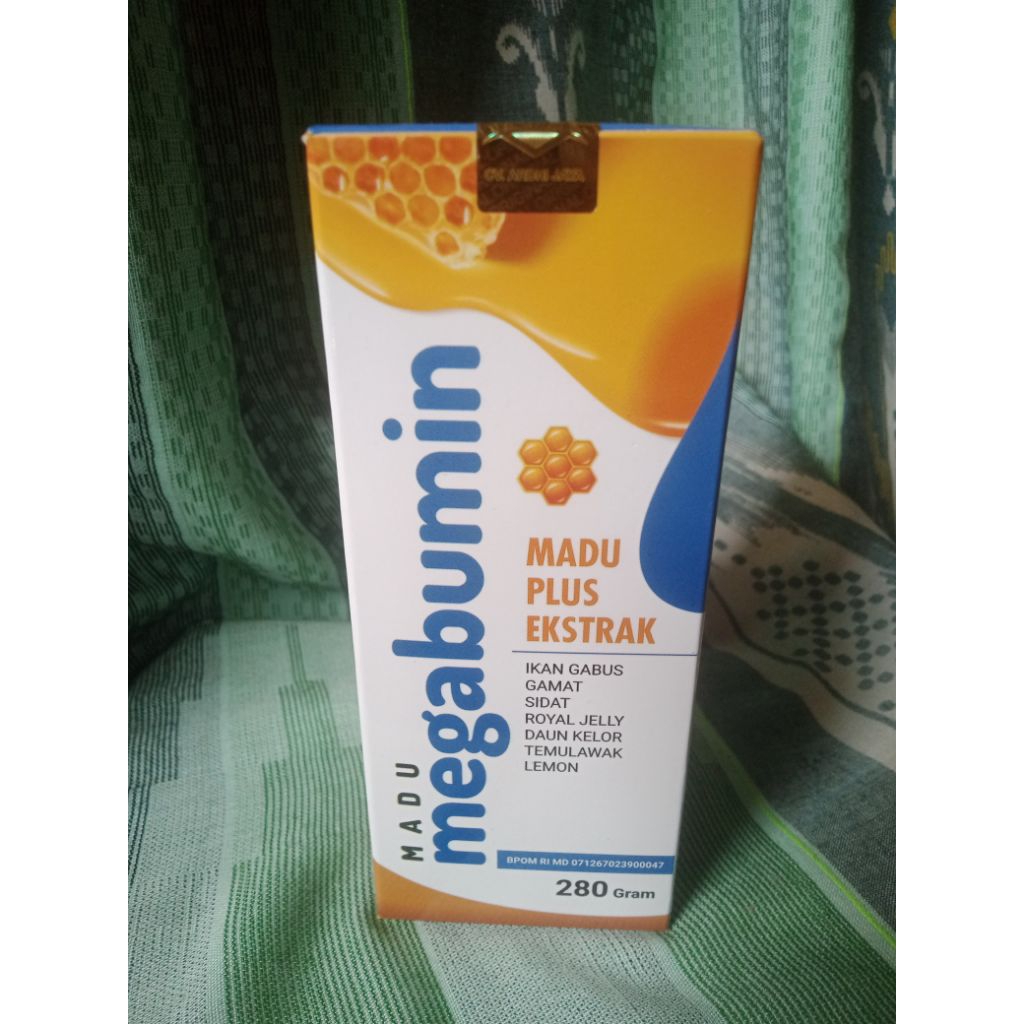 MADU
megabumin
MADU
PLUS
EKSTRAK
IKAN GABUS
GAMAT
SIDAT
ROYAL JELLY
DAUN KELOR
TEMULAWAK
LEMON
BPOM RI MD 071267023900047
280 Gram